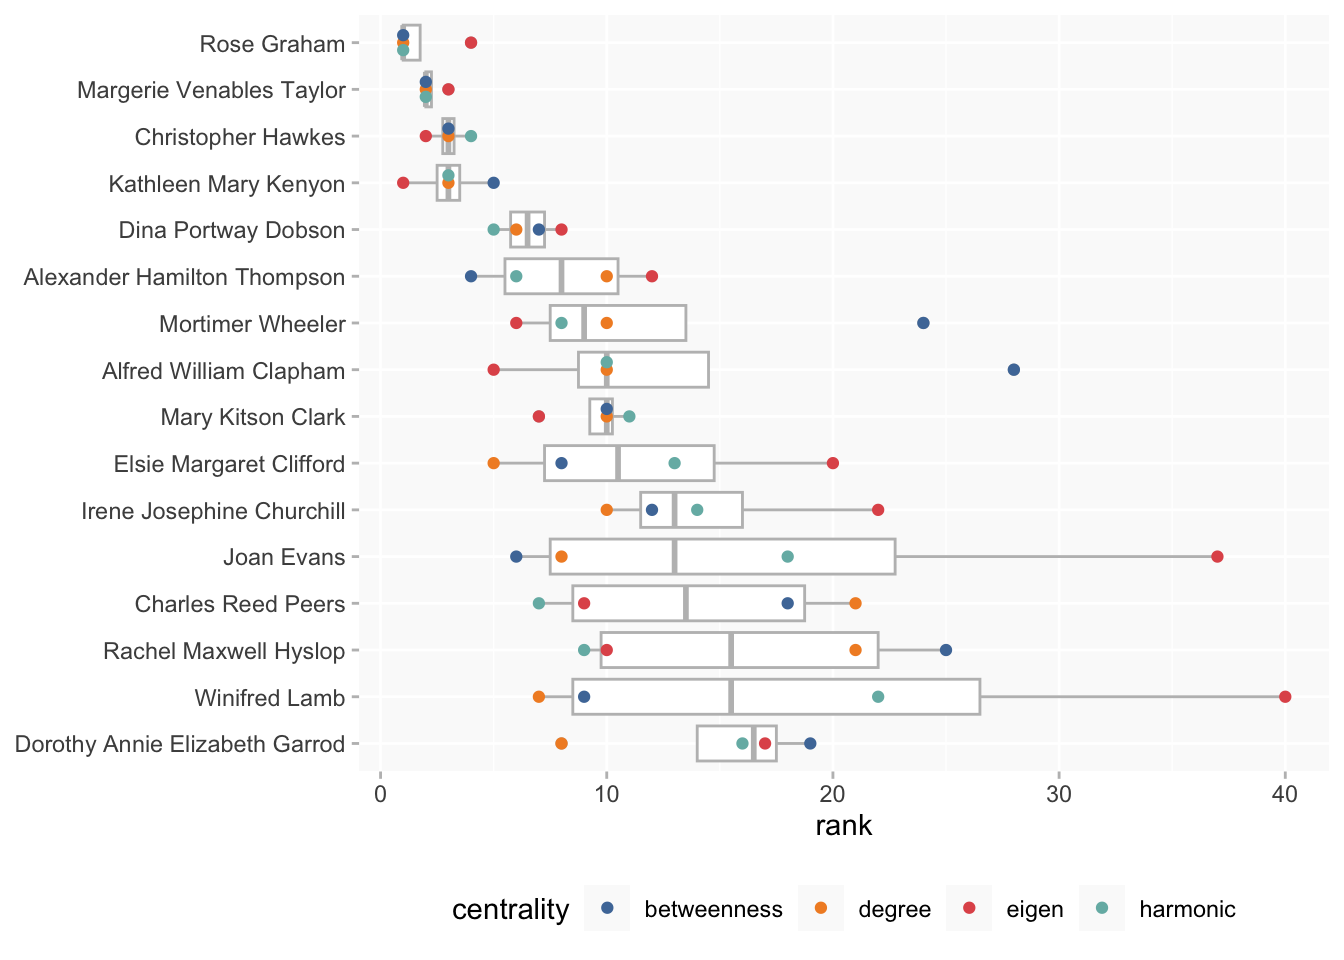 Rose Graham
Margerie Venables Taylor
Christopher Hawkes
Kathleen Mary Kenyon
Dina Portway Dobson
Alexander Hamilton Thompson
Mortimer Wheeler
Alfred William Clapham
Mary Kitson Clark
Elsie Margaret Clifford
Irene Josephine Churchill
Joan Evans
Charles Reed Peers
Rachel Maxwell Hyslop
Winifred Lamb
Dorothy Annie Elizabeth Garrod
0 10 20 30 40
rank
centrality betweenness degree eigen harmonic